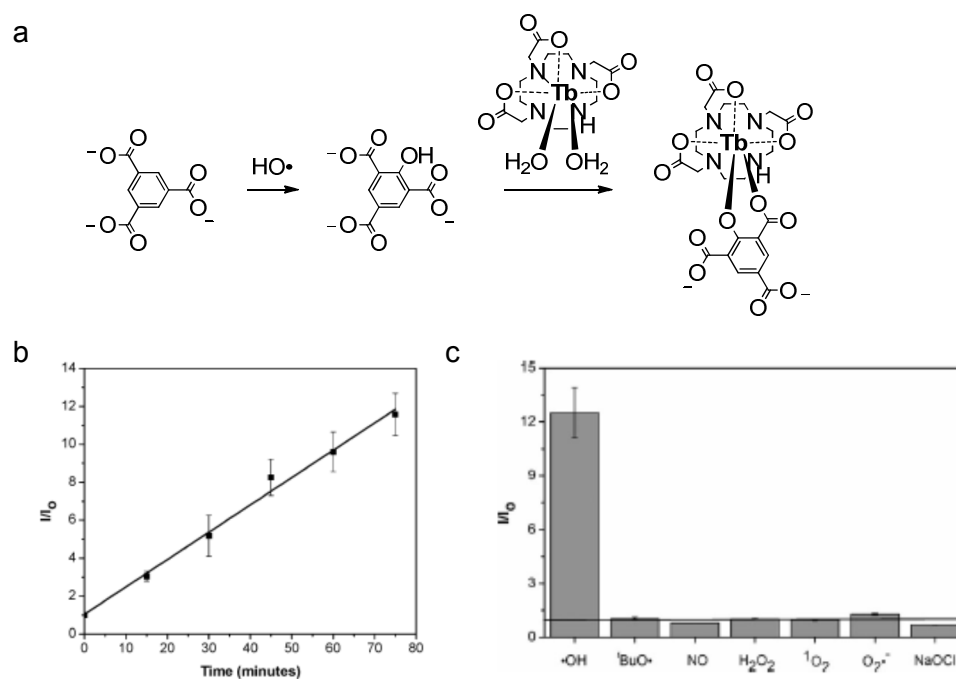 a
O
O
O
N
N
O
Tb
O
O
N
N
H
O
H₂O
OH₂
⁻O
O
HO•
⁻O
O
OH
O
O⁻
O
O⁻
⁻O
O
⁻O
O
O
O
O
N
N
O
Tb
O
O
N
N
H
O
O
O
O
O
O⁻
O
O⁻
b
14
12
10
8
6
4
2
0
0 10 20 30 40 50 60 70 80
I/I₀
Time (minutes)
c
15
12
9
6
3
0
I/I₀
•OH ᵗBuO• NO H₂O₂ ¹O₂ O₂•⁻ NaOCl